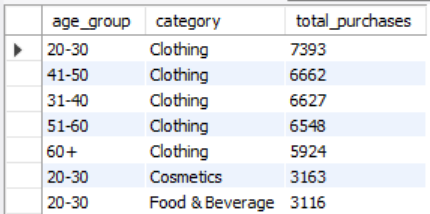 age_group category total_purchases
20-30 Clothing 7393
41-50 Clothing 6662
31-40 Clothing 6627
51-60 Clothing 6548
60+ Clothing 5924
20-30 Cosmetics 3163
20-30 Food & Beverage 3116